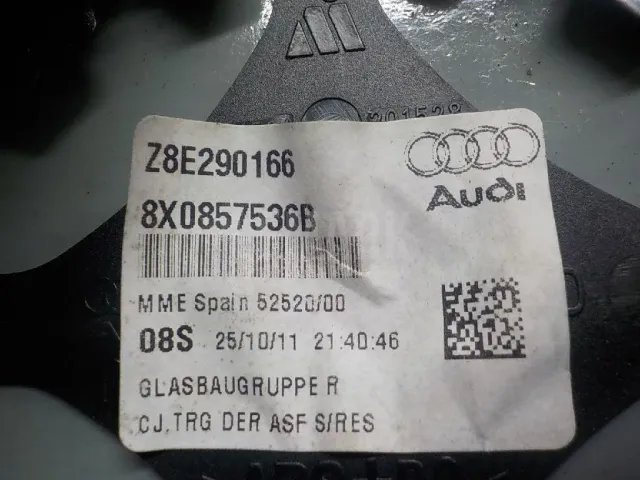 Z8E290166
Audi
8X0857536B
MME Spain 52520/00
08S 25/10/11 21:40:46
GLASBAUGRUPPE R
CJ.TRG DER ASF S/RES